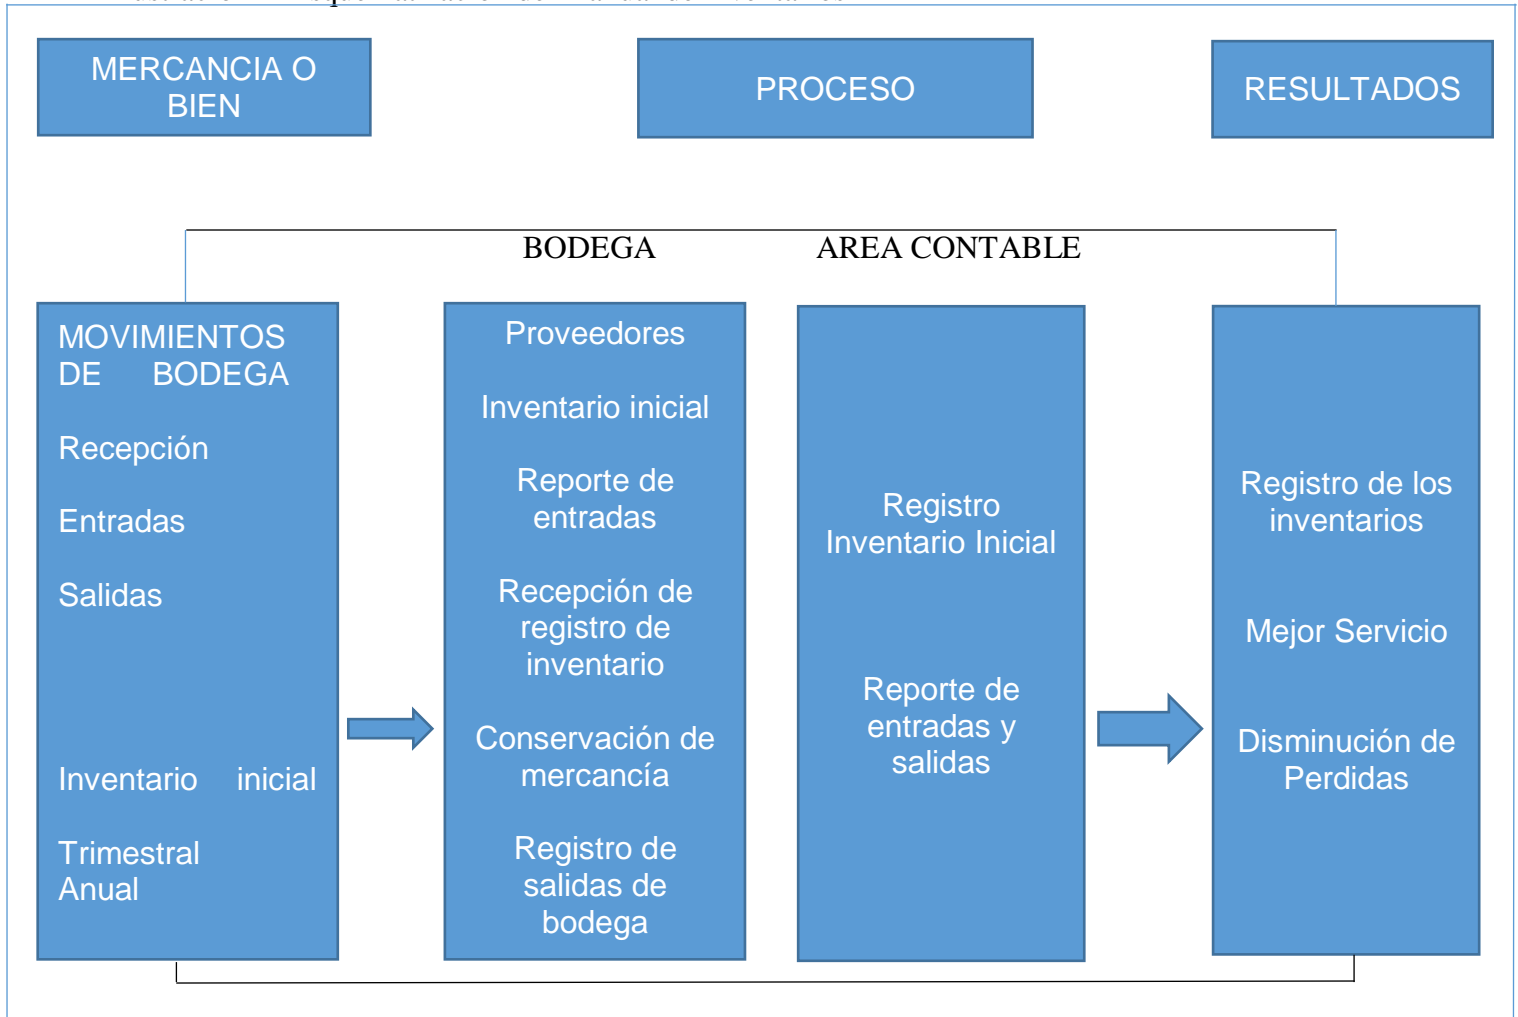 MERCANCIA O
BIEN
PROCESO
RESULTADOS
BODEGA
AREA CONTABLE
MOVIMIENTOS
DE BODEGA
Recepción
Entradas
Salidas
Inventario inicial
Trimestral
Anual
Proveedores
Inventario inicial
Reporte de
entradas
Recepción de
registro de
inventario
Conservación de
mercancía
Registro de
salidas de
bodega
Registro
Inventario Inicial
Reporte de
entradas y
salidas
Registro de los
inventarios
Mejor Servicio
Disminución de
Perdidas